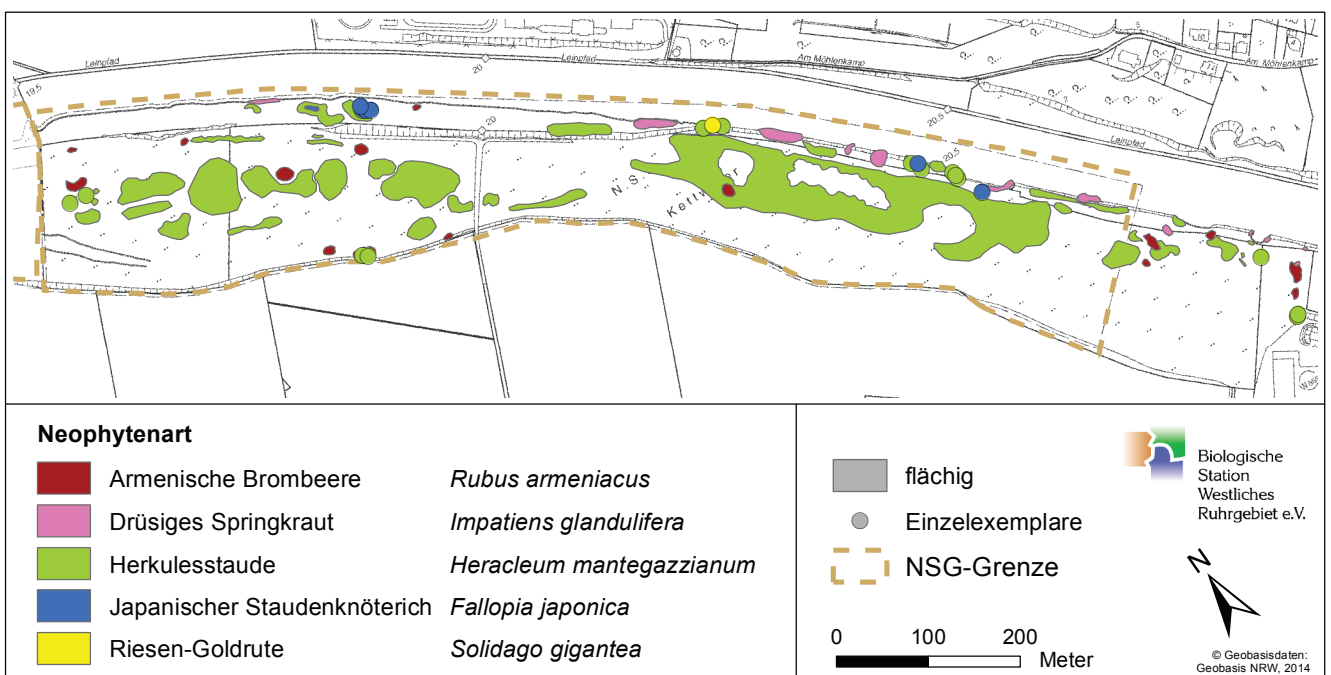 Leinpfad
Leinpfad
Am Möhlenkamp
Am Möhlenkamp
19,5
20
20
20,5
20,5
Leinpfad
N. S.
Neophytenart
Armenische Brombeere Rubus armeniacus
Drüsiges Springkraut Impatiens glandulifera
Herkulesstaude Heracleum mantegazzianum
Japanischer Staudenknöterich Fallopia japonica
Riesen-Goldrute Solidago gigantea
flächig
Einzelexemplare
NSG-Grenze
0 100 200
Meter
Biologische
Station
Westliches
Ruhrgebiet e.V.
N
© Geobasisdaten:
Geobasis NRW, 2014